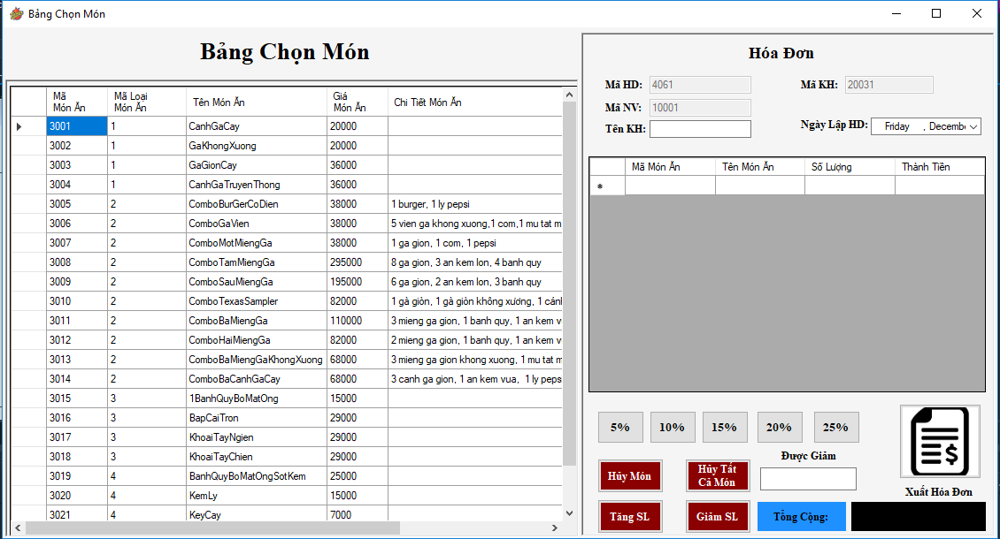 Bảng Chọn Món
Bảng Chọn Món
Mã Món Ăn Mã Loại Món Ăn Tên Món Ăn Giá Món Ăn Chi Tiết Món Ăn
3001 1 CanhGaCay 20000
3002 1 GaKhongXuong 20000
3003 1 GaGionCay 36000
3004 1 CanhGaTruyenThong 36000
3005 2 ComboBurGerCoDien 38000 1 burger, 1 ly pepsi
3006 2 ComboGaVien 38000 5 vien ga khong xuong,1 com,1 mu tat m
3007 2 ComboMotMiengGa 38000 1 ga gion, 1 com, 1 pepsi
3008 2 ComboTamMiengGa 295000 8 ga gion, 3 an kem lon, 4 banh quy
3009 2 ComboSauMiengGa 195000 6 ga gion, 2 an kem lon, 3 banh quy
3010 2 ComboTexasSampler 82000 1 gà giòn, 1 gà giòn không xương, 1 cánh
3011 2 ComboBaMiengGa 110000 3 mieng ga gion, 1 banh quy, 1 an kem v
3012 2 ComboHaiMiengGa 82000 2 mieng ga gion, 1 banh quy, 1 an kem v
3013 2 ComboBaMiengGaKhongXuong 68000 3 mieng ga gion khong xuong, 1 mu tat m
3014 2 ComboBaCanhGaCay 68000 3 canh ga gion, 1 an kem vua, 1 ly peps
3015 3 1BanhQuyBoMatOng 15000
3016 3 BapCaiTron 29000
3017 3 KhoaiTayNgien 29000
3018 3 KhoaiTayChien 29000
3019 4 BanhQuyBoMatOngSotKem 25000
3020 4 KemLy 15000
3021 4 KeyCay 7000
Hóa Đơn
Mã HD: 4061 Mã KH: 20031
Mã NV: 10001
Tên KH: Ngày Lập HD: Friday , Decembe
Mã Món Ăn Tên Món Ăn Số Lượng Thành Tiền
5% 10% 15% 20% 25%
Được Giảm
Hủy Món Hủy Tất Cả Món
Xuất Hóa Đơn
Tăng SL Giảm SL Tổng Cộng: